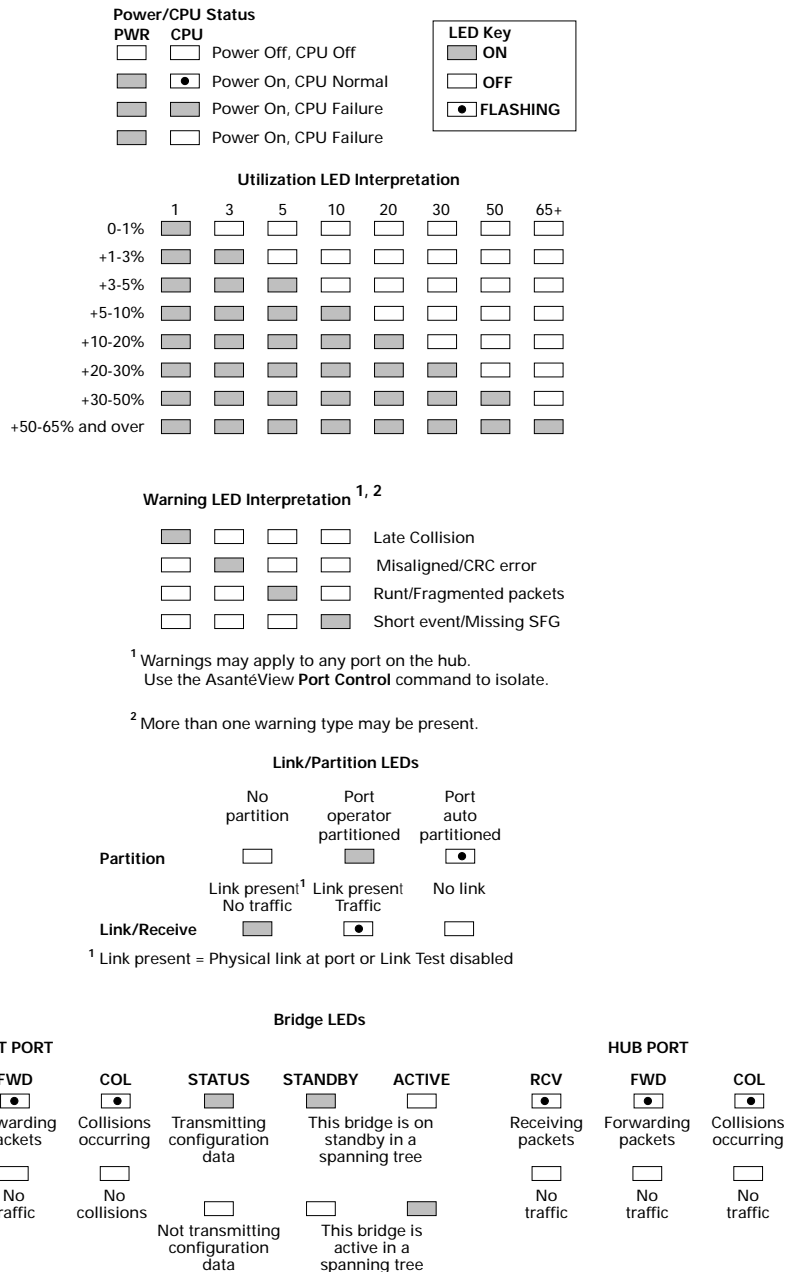 Power/CPU Status
PWR CPU
Power Off, CPU Off
Power On, CPU Normal
Power On, CPU Failure
Power On, CPU Failure
LED Key
ON
OFF
FLASHING
Utilization LED Interpretation
1 3 5 10 20 30 50 65+
0-1%
+1-3%
+3-5%
+5-10%
+10-20%
+20-30%
+30-50%
+50-65% and over
Warning LED Interpretation 1, 2
Late Collision
Misaligned/CRC error
Runt/Fragmented packets
Short event/Missing SFG
1 Warnings may apply to any port on the hub.
Use the AsantéView Port Control command to isolate.
2 More than one warning type may be present.
Link/Partition LEDs
No Port Port
partition operator auto
partitioned partitioned
Partition
Link present1 Link present No link
No traffic Traffic
Link/Receive
1 Link present = Physical link at port or Link Test disabled
Bridge LEDs
T PORT HUB PORT
FWD COL STATUS STANDBY ACTIVE RCV FWD COL
warding Collisions Transmitting This bridge is on Receiving Forwarding Collisions
ackets occurring configuration standby in a packets packets occurring
data spanning tree
No No No No No
raffic collisions traffic traffic traffic
Not transmitting This bridge is
configuration active in a
data spanning tree